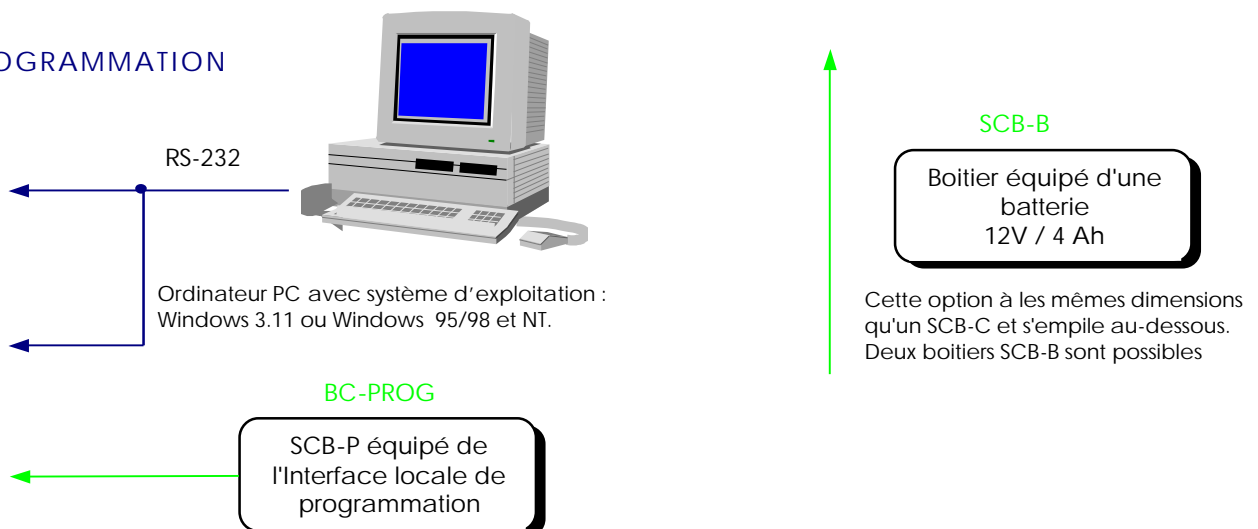 OGRAMMATION
RS-232
Ordinateur PC avec système d'exploitation :
Windows 3.11 ou Windows 95/98 et NT.
BC-PROG
SCB-P équipé de
l'Interface locale de
programmation
SCB-B
Boitier équipé d'une
batterie
12V / 4 Ah
Cette option à les mêmes dimensions
qu'un SCB-C et s'empile au-dessous.
Deux boitiers SCB-B sont possibles